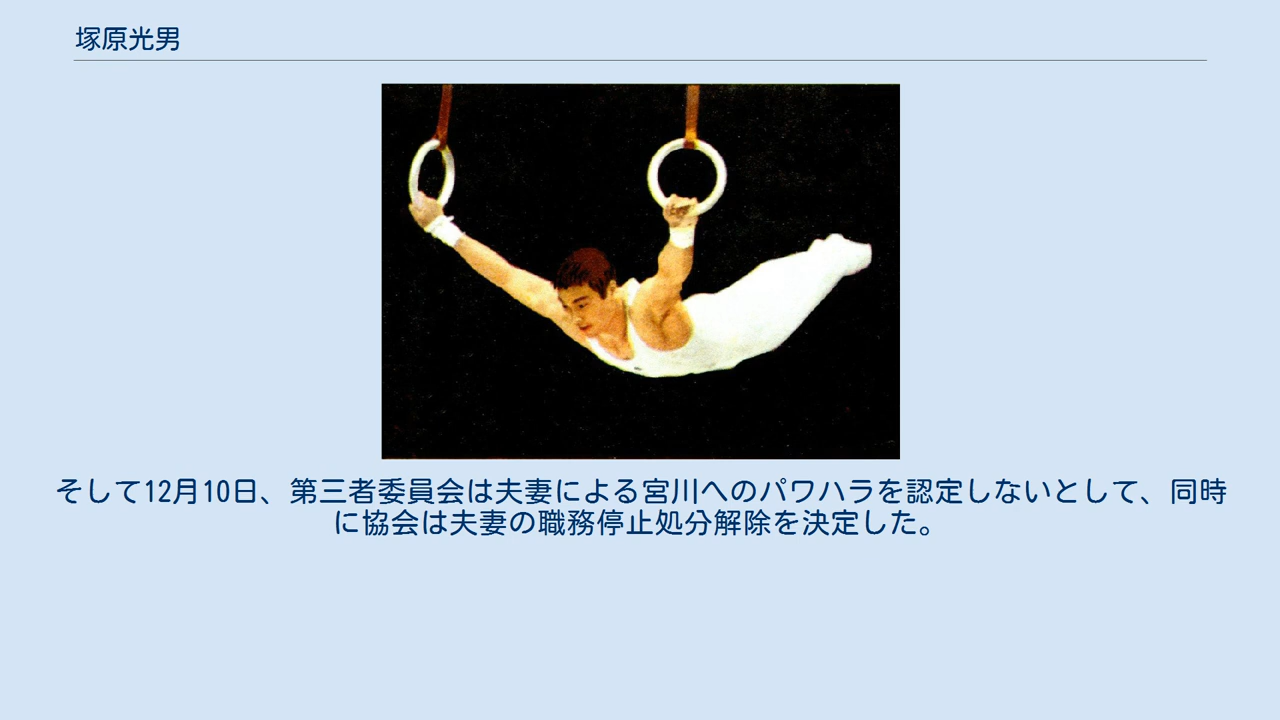 塚原光男
そして12月10日、第三者委員会は夫妻による宮川へのパワハラを認定しないとして、同時
に協会は夫妻の職務停止処分解除を決定した。